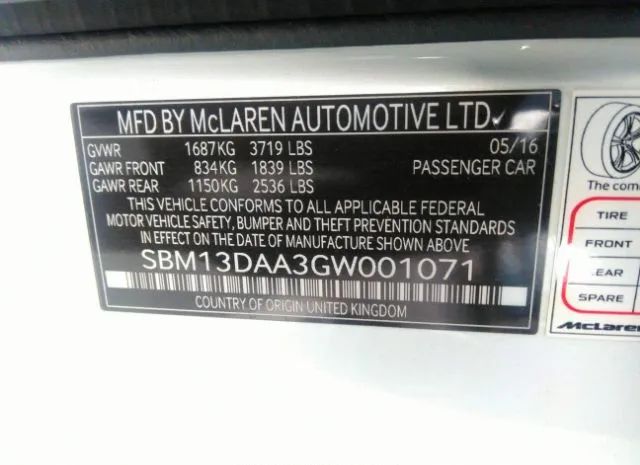 MFD BY McLAREN AUTOMOTIVE LTD
GVWR 1687KG 3719 LBS 05/16
GAWR FRONT 834KG 1839 LBS PASSENGER CAR
GAWR REAR 1150KG 2536 LBS
THIS VEHICLE CONFORMS TO ALL APPLICABLE FEDERAL
MOTOR VEHICLE SAFETY, BUMPER AND THEFT PREVENTION STANDARDS
IN EFFECT ON THE DATE OF MANUFACTURE SHOWN ABOVE
SBM13DAA3GW001071
COUNTRY OF ORIGIN UNITED KINGDOM
The com
TIRE
FRONT
EAR
SPARE
McLaren